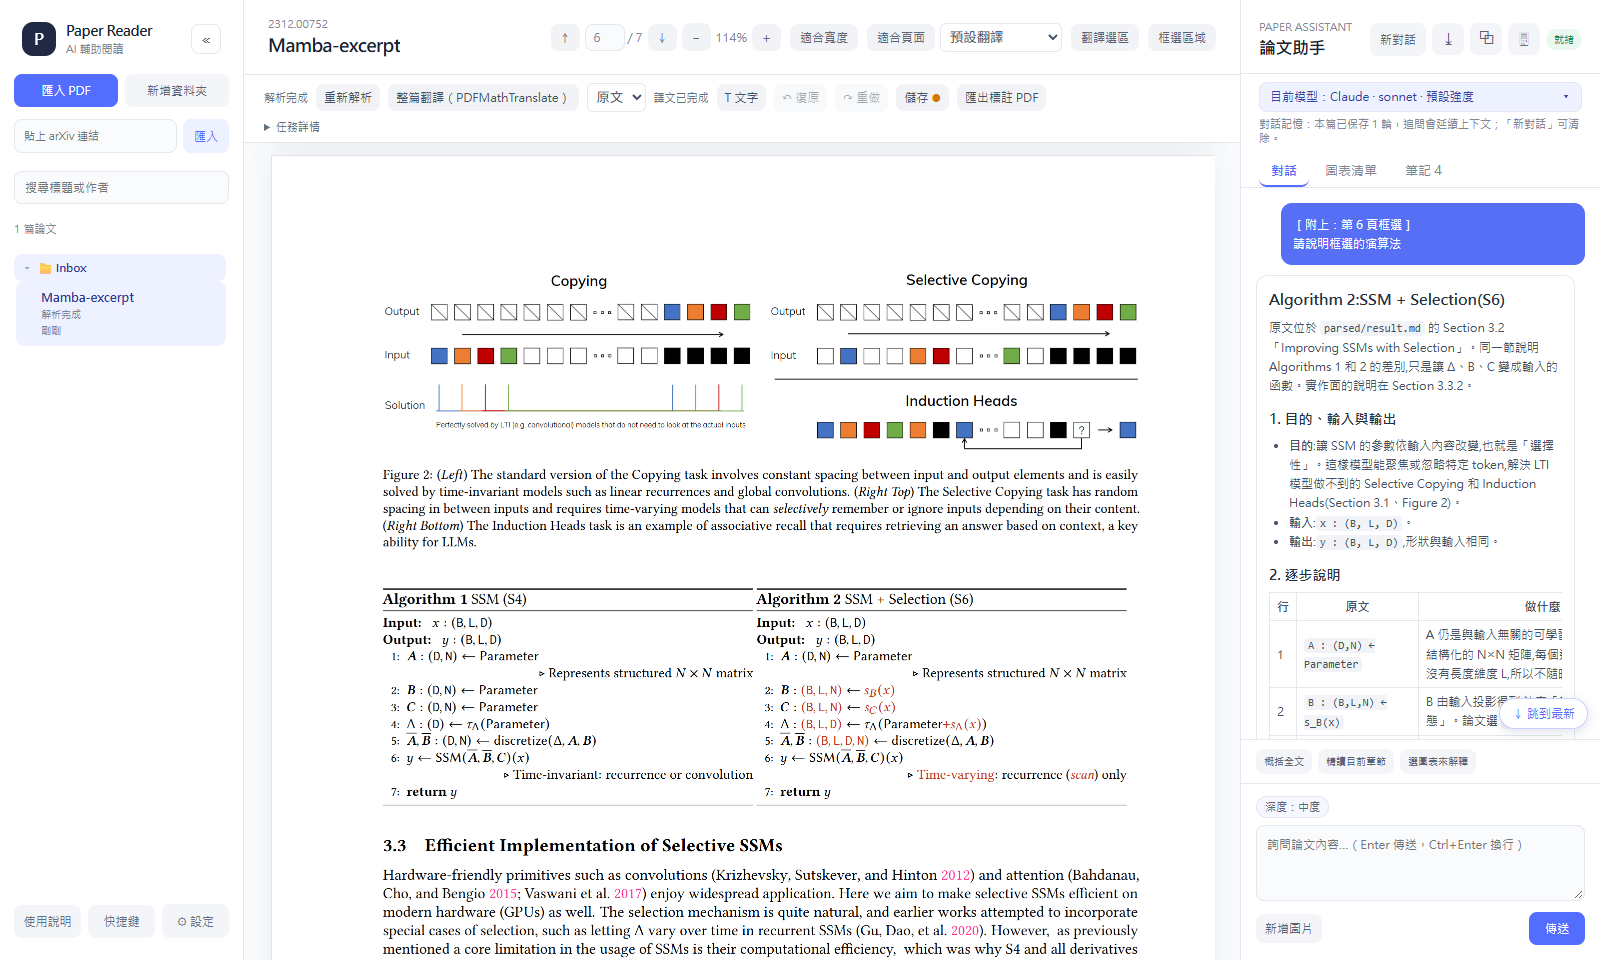 P
Paper Reader
AI 輔助閱讀
«
匯入 PDF
新增資料夾
貼上 arXiv 連結
匯入
搜尋標題或作者
1 篇論文
Inbox
Mamba-excerpt
解析完成
剛剛
使用說明
快捷鍵
⚙ 設定
2312.00752
Mamba-excerpt
↑
6 / 7
↓
−
114%
+
適合寬度
適合頁面
預設翻譯
翻譯選區
框選區域
解析完成
重新解析
整篇翻譯（PDFMathTranslate）
原文
譯文已完成
T 文字
↶ 復原
↷ 重做
儲存
匯出標註 PDF
▶ 任務詳情
Copying
Output
Input
Solution
Perfectly solved by LTI (e.g. convolutional) models that do not need to look at the actual inputs
Selective Copying
Output
Input
Induction Heads
?
Figure 2: (Left) The standard version of the Copying task involves constant spacing between input and output elements and is easily
solved by time-invariant models such as linear recurrences and global convolutions. (Right Top) The Selective Copying task has random
spacing in between inputs and requires time-varying models that can selectively remember or ignore inputs depending on their content.
(Right Bottom) The Induction Heads task is an example of associative recall that requires retrieving an answer based on context, a key
ability for LLMs.
Algorithm 1 SSM (S4)
Input: x : (B, L, D)
Output: y : (B, L, D)
1: A : (D, N) ← Parameter
▹ Represents structured N × N matrix
2: B : (D, N) ← Parameter
3: C : (D, N) ← Parameter
4: Δ : (D) ← τ_Δ(Parameter)
5: A̅, B̅ : (D, N) ← discretize(Δ, A, B)
6: y ← SSM(A̅, B̅, C)(x)
▹ Time-invariant: recurrence or convolution
7: return y
Algorithm 2 SSM + Selection (S6)
Input: x : (B, L, D)
Output: y : (B, L, D)
1: A : (D, N) ← Parameter
▹ Represents structured N × N matrix
2: B : (B, L, N) ← s_B(x)
3: C : (B, L, N) ← s_C(x)
4: Δ : (B, L, D) ← τ_Δ(Parameter+s_Δ(x))
5: A̅, B̅ : (B, L, D, N) ← discretize(Δ, A, B)
6: y ← SSM(A̅, B̅, C)(x)
▹ Time-varying: recurrence (scan) only
7: return y
3.3 Efficient Implementation of Selective SSMs
Hardware-friendly primitives such as convolutions (Krizhevsky, Sutskever, and Hinton 2012) and attention (Bahdanau,
Cho, and Bengio 2015; Vaswani et al. 2017) enjoy widespread application. Here we aim to make selective SSMs efficient on
modern hardware (GPUs) as well. The selection mechanism is quite natural, and earlier works attempted to incorporate
special cases of selection, such as letting Δ vary over time in recurrent SSMs (Gu, Dao, et al. 2020). However, as previously
mentioned a core limitation in the usage of SSMs is their computational efficiency, which was why S4 and all derivatives
PAPER ASSISTANT
論文助手
新對話
就緒
目前模型：Claude · sonnet · 預設強度
對話記憶：本篇已保存 1 輪，追問會延續上下文；「新對話」可清
除。
對話
圖表清單
筆記 4
[ 附上：第 6 頁框選 ]
請說明框選的演算法
Algorithm 2:SSM + Selection(S6)
原文位於 parsed/result.md 的 Section 3.2
「Improving SSMs with Selection」。同一節說明
Algorithms 1 和 2 的差別,只是讓 Δ、B、C 變成輸入的
函數。實作面的說明在 Section 3.3.2。
1. 目的、輸入與輸出
• 目的:讓 SSM 的參數依輸入內容改變,也就是「選擇
性」。這樣模型能聚焦或忽略特定 token,解決 LTI
模型做不到的 Selective Copying 和 Induction
Heads(Section 3.1、Figure 2)。
• 輸入: x : (B, L, D) 。
• 輸出: y : (B, L, D) ,形狀與輸入相同。
2. 逐步說明
行 原文 做什麼
1
A : (D,N) ←
Parameter
A 仍是與輸入無關的可學
結構化的 N×N 矩陣,每個
沒有長度維度 L,所以不隨
2
B : (B,L,N) ←
s_B(x)
B 由輸入投影得
態」。論文選
↓ 跳到最新
概括全文
精讀目前章節
選圖表來解釋
深度：中度
詢問論文內容...（Enter 傳送，Ctrl+Enter 換行）
新增圖片
傳送